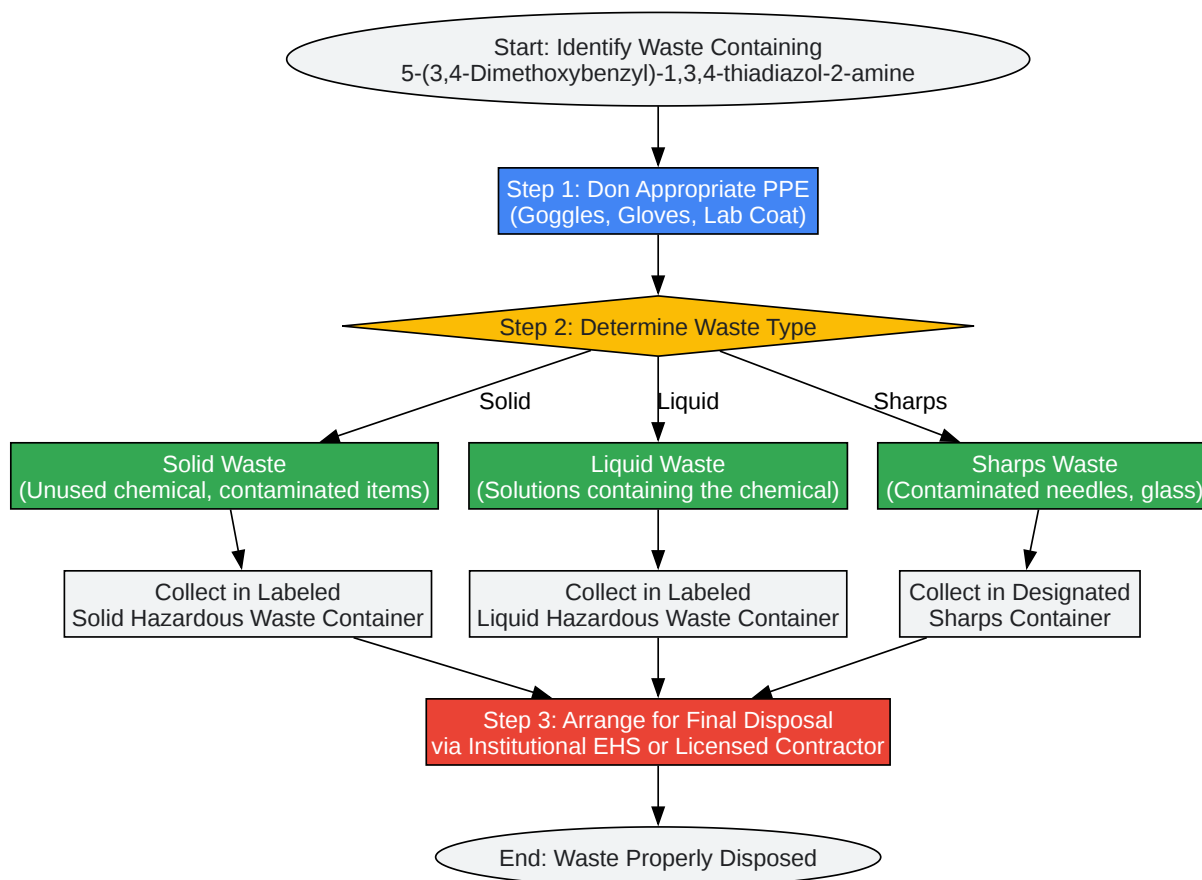 Start: Identify Waste Containing
5-(3,4-Dimethoxybenzyl)-1,3,4-thiadiazol-2-amine
Step 1: Don Appropriate PPE
(Goggles, Gloves, Lab Coat)
Step 2: Determine Waste Type
Solid
Liquid
Sharps
Solid Waste
(Unused chemical, contaminated items)
Liquid Waste
(Solutions containing the chemical)
Sharps Waste
(Contaminated needles, glass)
Collect in Labeled
Solid Hazardous Waste Container
Collect in Labeled
Liquid Hazardous Waste Container
Collect in Designated
Sharps Container
Step 3: Arrange for Final Disposal
via Institutional EHS or Licensed Contractor
End: Waste Properly Disposed